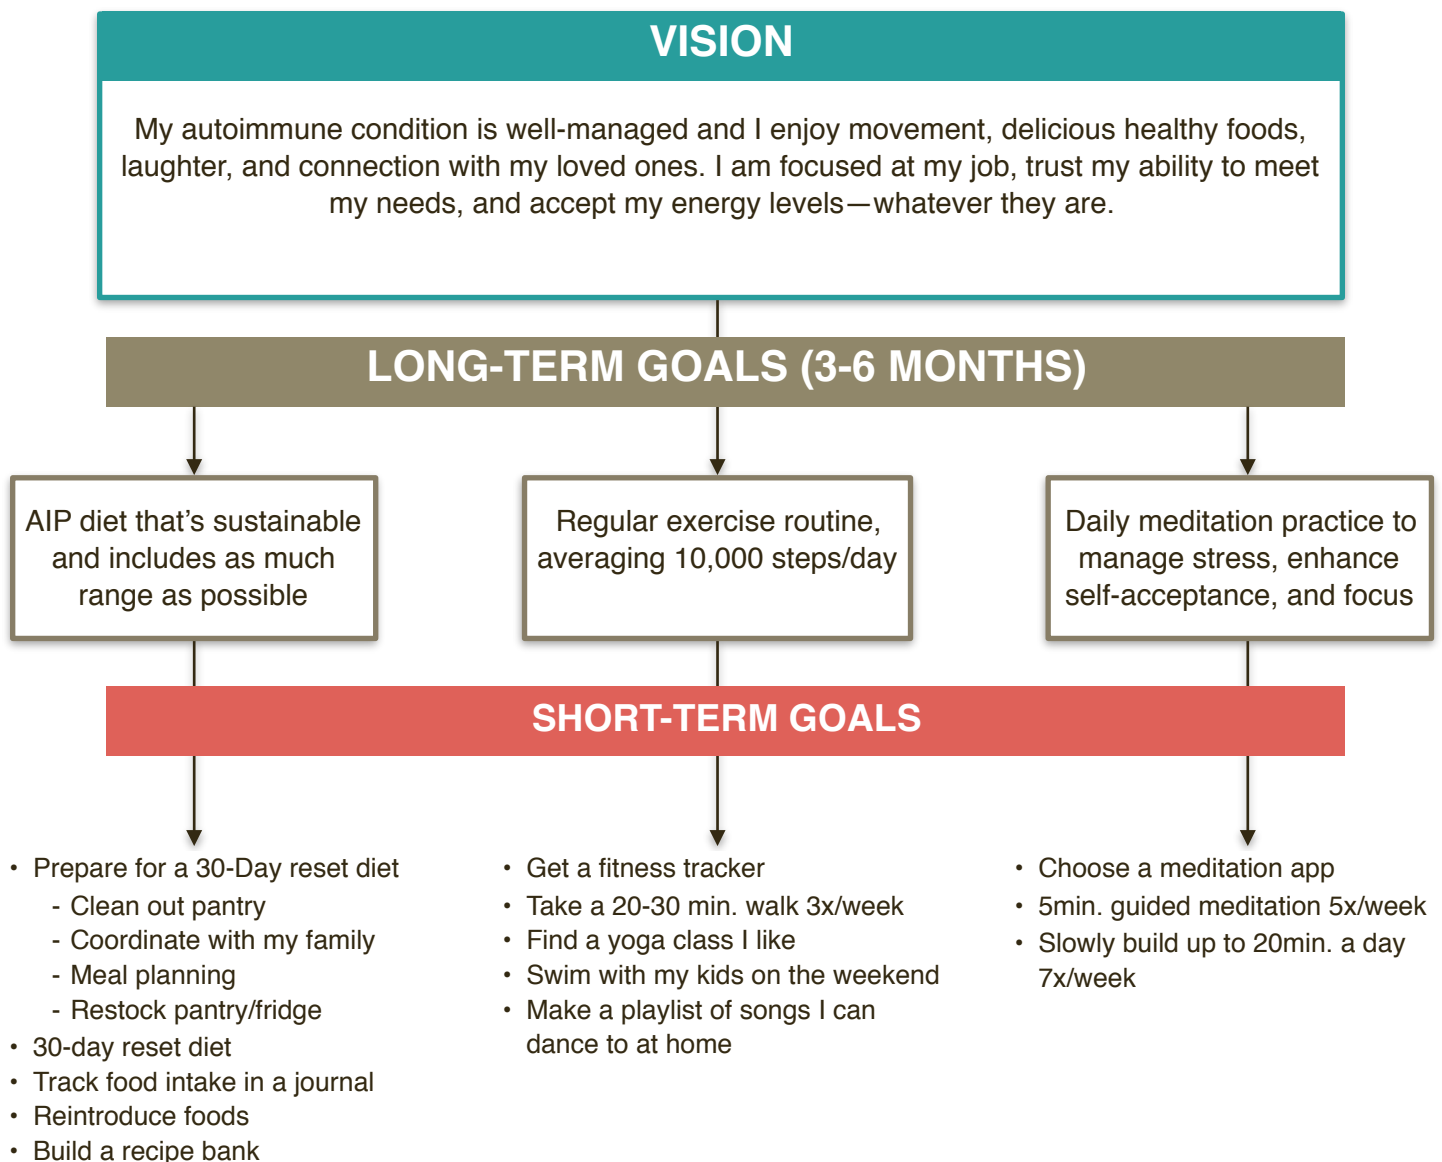 VISION
My autoimmune condition is well-managed and I enjoy movement, delicious healthy foods,
laughter, and connection with my loved ones. I am focused at my job, trust my ability to meet
my needs, and accept my energy levels—whatever they are.
LONG-TERM GOALS (3-6 MONTHS)
AIP diet that’s sustainable
and includes as much
range as possible
Regular exercise routine,
averaging 10,000 steps/day
Daily meditation practice to
manage stress, enhance
self-acceptance, and focus
SHORT-TERM GOALS
• Prepare for a 30-Day reset diet
- Clean out pantry
- Coordinate with my family
- Meal planning
- Restock pantry/fridge
• 30-day reset diet
• Track food intake in a journal
• Reintroduce foods
• Build a recipe bank
• Get a fitness tracker
• Take a 20-30 min. walk 3x/week
• Find a yoga class I like
• Swim with my kids on the weekend
• Make a playlist of songs I can
dance to at home
• Choose a meditation app
• 5min. guided meditation 5x/week
• Slowly build up to 20min. a day
7x/week